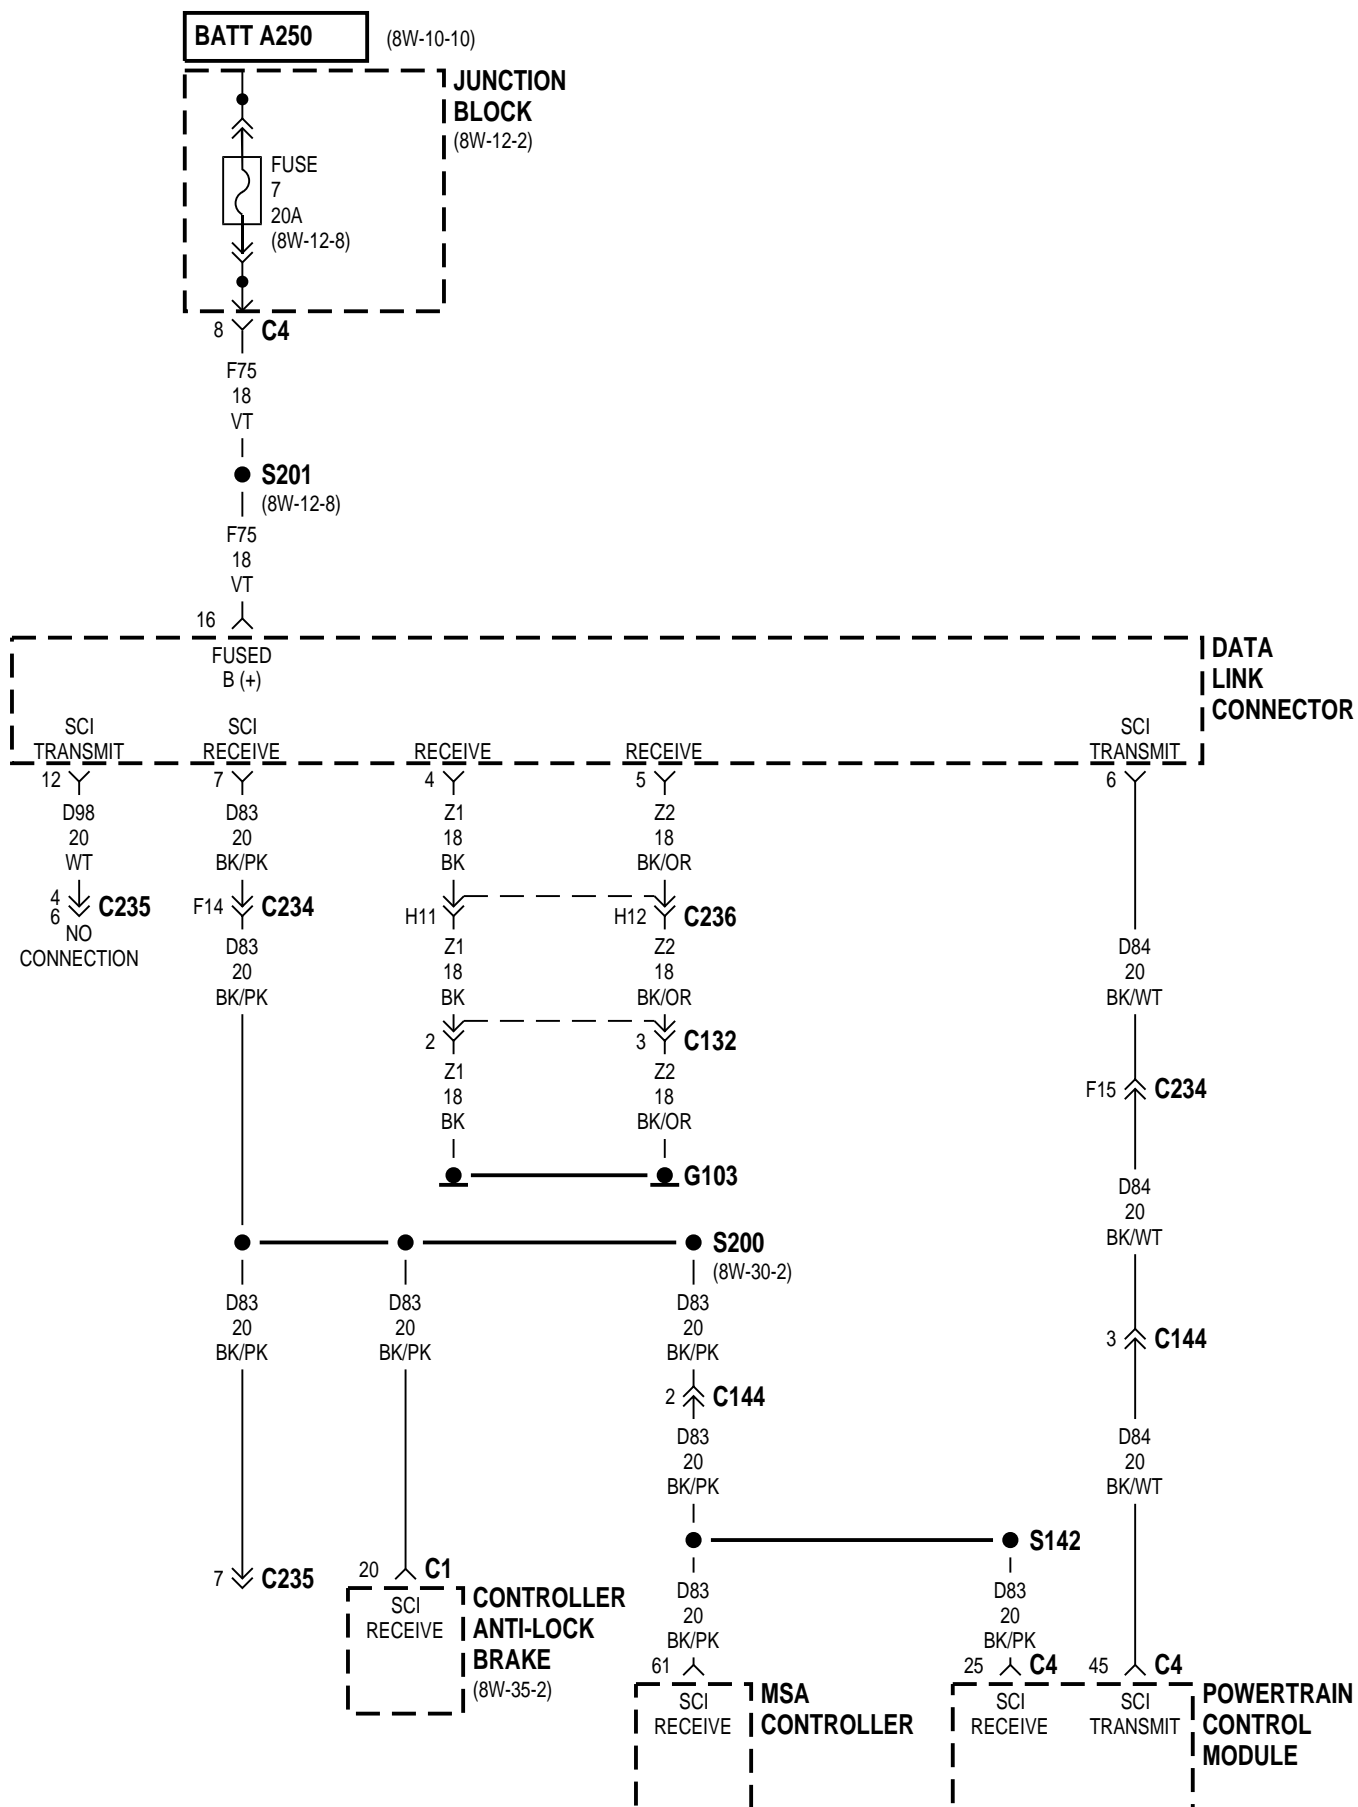 BATT A250
(8W-10-10)
JUNCTION
BLOCK
(8W-12-2)
FUSE
7
20A
(8W-12-8)
8
C4
F75
18
VT
S201
(8W-12-8)
F75
18
VT
16
FUSED
B (+)
DATA
LINK
CONNECTOR
SCI
TRANSMIT
SCI
RECEIVE
RECEIVE
RECEIVE
SCI
TRANSMIT
12
7
4
5
6
D98
20
WT
D83
20
BK/PK
Z1
18
BK
Z2
18
BK/OR
4
6
C235
NO
CONNECTION
F14
C234
H11
H12
C236
D83
20
BK/PK
Z1
18
BK
Z2
18
BK/OR
D84
20
BK/WT
2
3
C132
Z1
18
BK
Z2
18
BK/OR
F15
C234
G103
D84
20
BK/WT
S200
(8W-30-2)
D83
20
BK/PK
D83
20
BK/PK
D83
20
BK/PK
3
C144
2
C144
D83
20
BK/PK
D84
20
BK/WT
S142
7
C235
20
C1
SCI
RECEIVE
CONTROLLER
ANTI-LOCK
BRAKE
(8W-35-2)
D83
20
BK/PK
D83
20
BK/PK
61
25
C4
45
C4
SCI
RECEIVE
MSA
CONTROLLER
SCI
RECEIVE
SCI
TRANSMIT
POWERTRAIN
CONTROL
MODULE